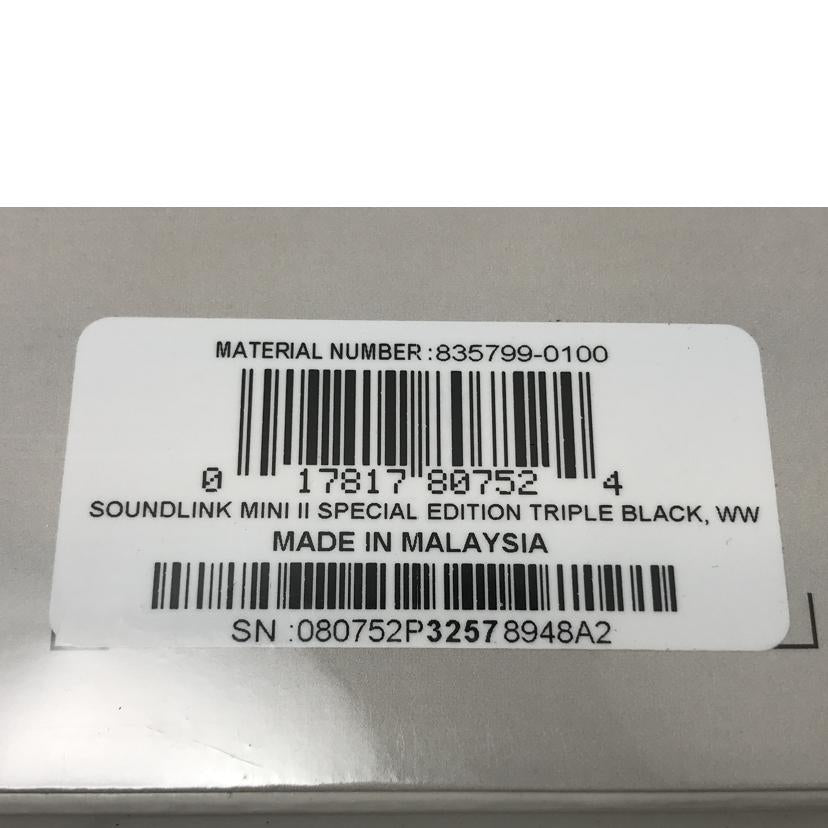 MATERIAL NUMBER :835799-0100
0 17817 80752 4
SOUNDLINK MINI II SPECIAL EDITION TRIPLE BLACK, WW
MADE IN MALAYSIA
SN :080752P32578948A2